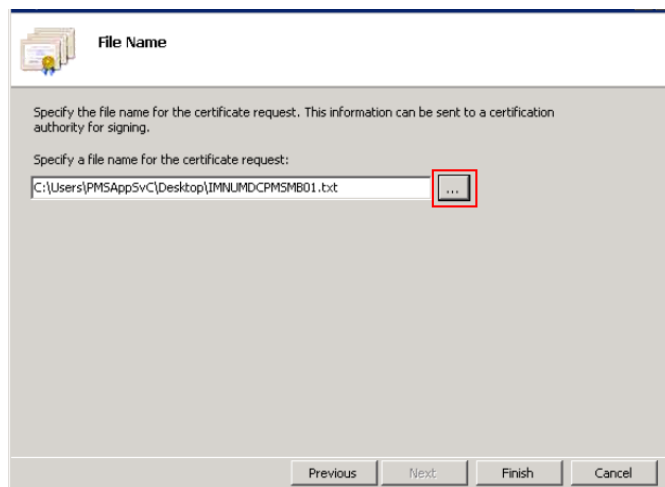 File Name
Specify the file name for the certificate request. This information can be sent to a certification
authority for signing.
Specify a file name for the certificate request:
C:\Users\PMSAppSvC\Desktop\IMNUMDCPMSMB01.txt
...
Previous
Next
Finish
Cancel